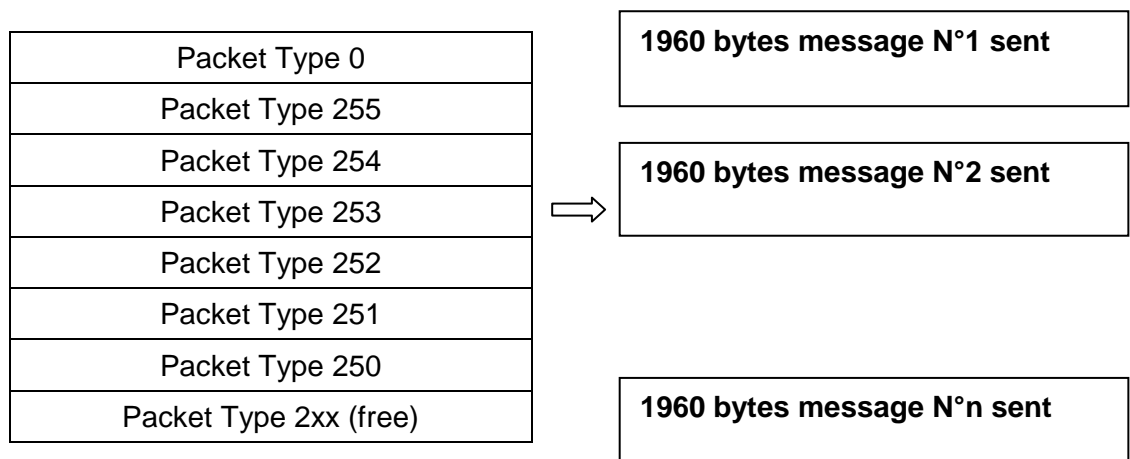 Packet Type 0
Packet Type 255
Packet Type 254
Packet Type 253
Packet Type 252
Packet Type 251
Packet Type 250
Packet Type 2xx (free)
1960 bytes message N°1 sent
1960 bytes message N°2 sent
1960 bytes message N°n sent